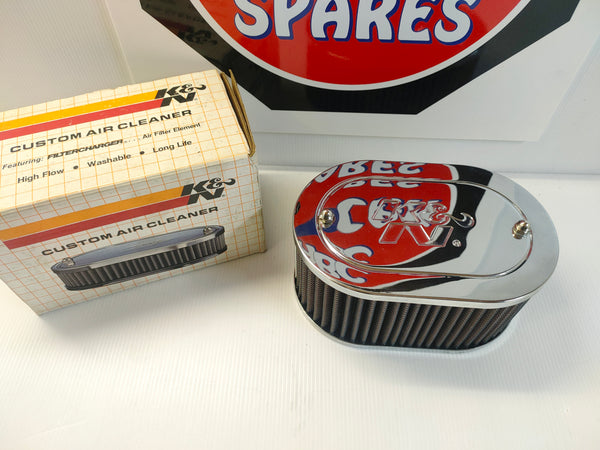 SPARES
K&N
CUSTOM AIR CLEANER
Featuring: FILTERCHARGER Air Filter Element
High Flow • Washable • Long Life
K&N
CUSTOM AIR CLEANER
K&N®